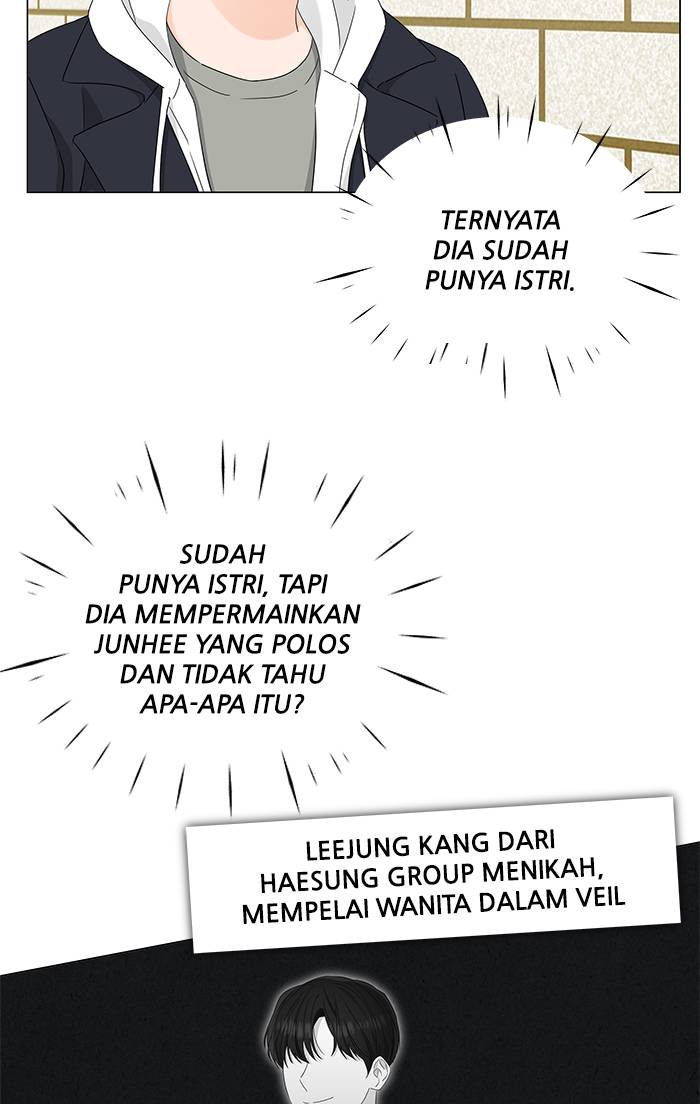 TERNYATA
DIA SUDAH
PUNYA ISTRI.
SUDAH
PUNYA ISTRI, TAPI
DIA MEMPERMAINKAN
JUNHEE YANG POLOS
DAN TIDAK TAHU
APA-APA ITU?
LEEJUNG KANG DARI
HAESUNG GROUP MENIKAH,
MEMPELAI WANITA DALAM VEIL